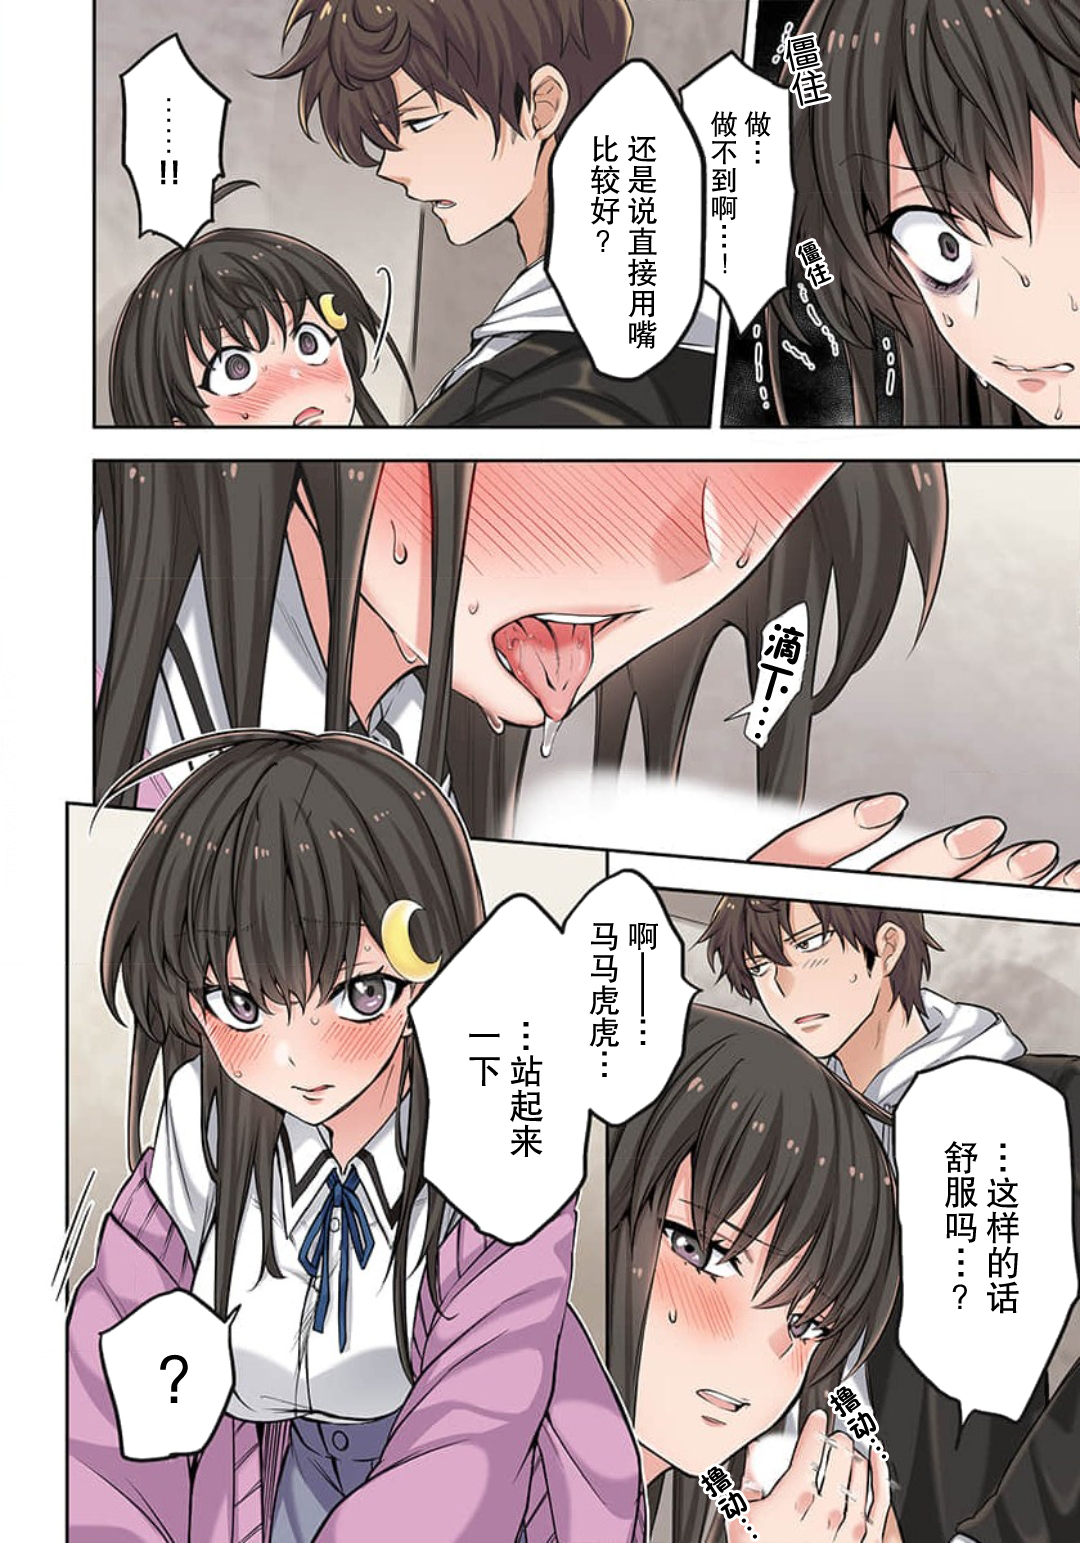 僵住
做…
做不到啊…!
僵住
还是说直接用嘴
比较好？
……!!
滴下…
…这样的话
舒服吗…？
撸动…
撸动…
啊——…
马马虎虎…
…站起来
一下
？